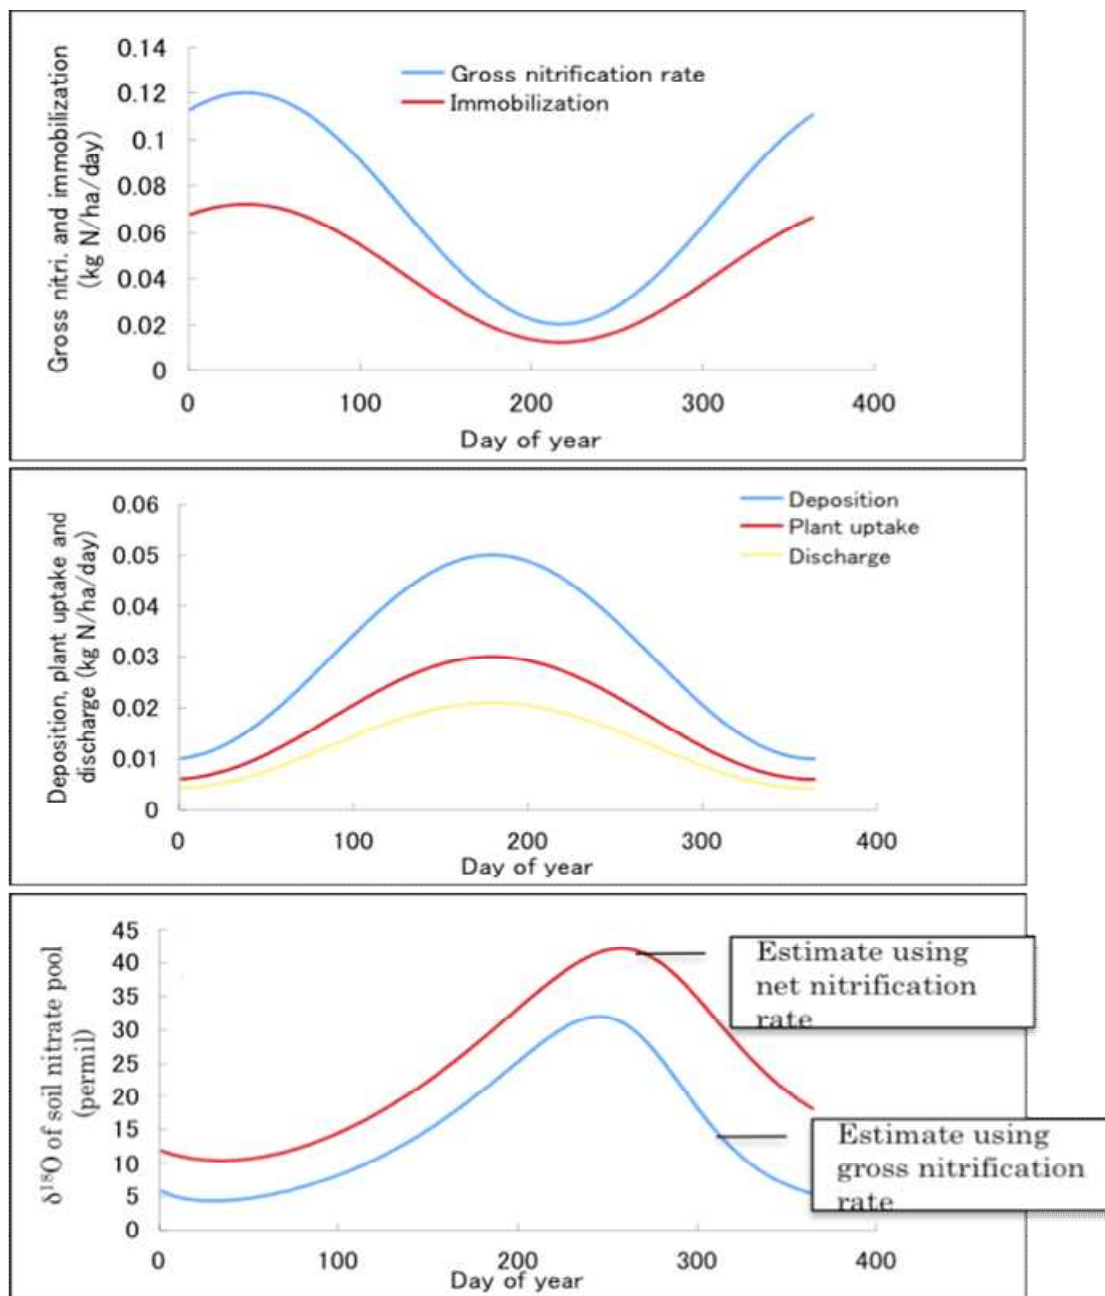 Gross nitri. and immobilization
(kg N/ha/day)
0.14
0.12
0.1
0.08
0.06
0.04
0.02
0
Gross nitrification rate
Immobilization
0 100 200 300 400
Day of year
Deposition, plant uptake and
discharge (kg N/ha/day)
0.06
0.05
0.04
0.03
0.02
0.01
0
Deposition
Plant uptake
Discharge
0 100 200 300 400
Day of year
δ¹⁸O of soil nitrate pool
(permil)
45
40
35
30
25
20
15
10
5
0
Estimate using
net nitrification
rate
Estimate using
gross nitrification
rate
0 100 200 300 400
Day of year